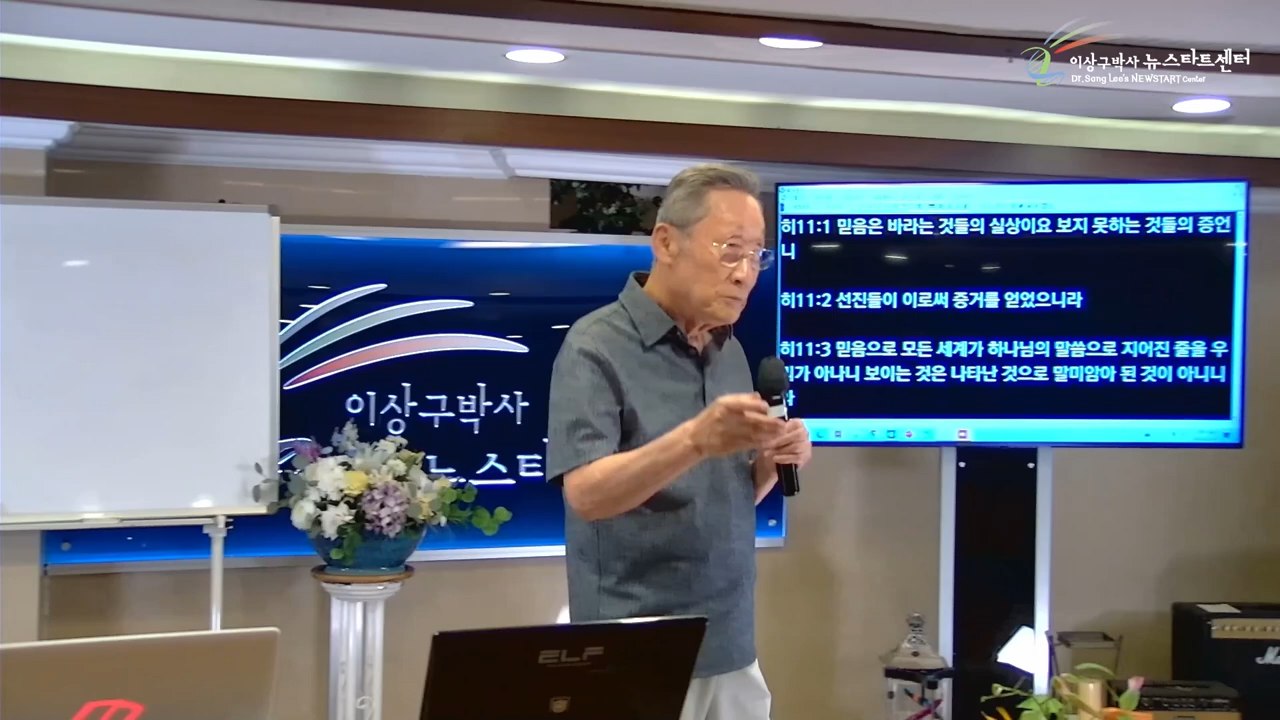 이상구박사 뉴스타트센터
Dr. Sang Lee's NEWSTART Center
히11:1 믿음은 바라는 것들의 실상이요 보지 못하는 것들의 증언
니
히11:2 선진들이 이로써 증거를 얻었으니라
히11:3 믿음으로 모든 세계가 하나님의 말씀으로 지어진 줄을 우
리가 아나니 보이는 것은 나타난 것으로 말미암아 된 것이 아니니
라
이상구박사
뉴스타
ELF